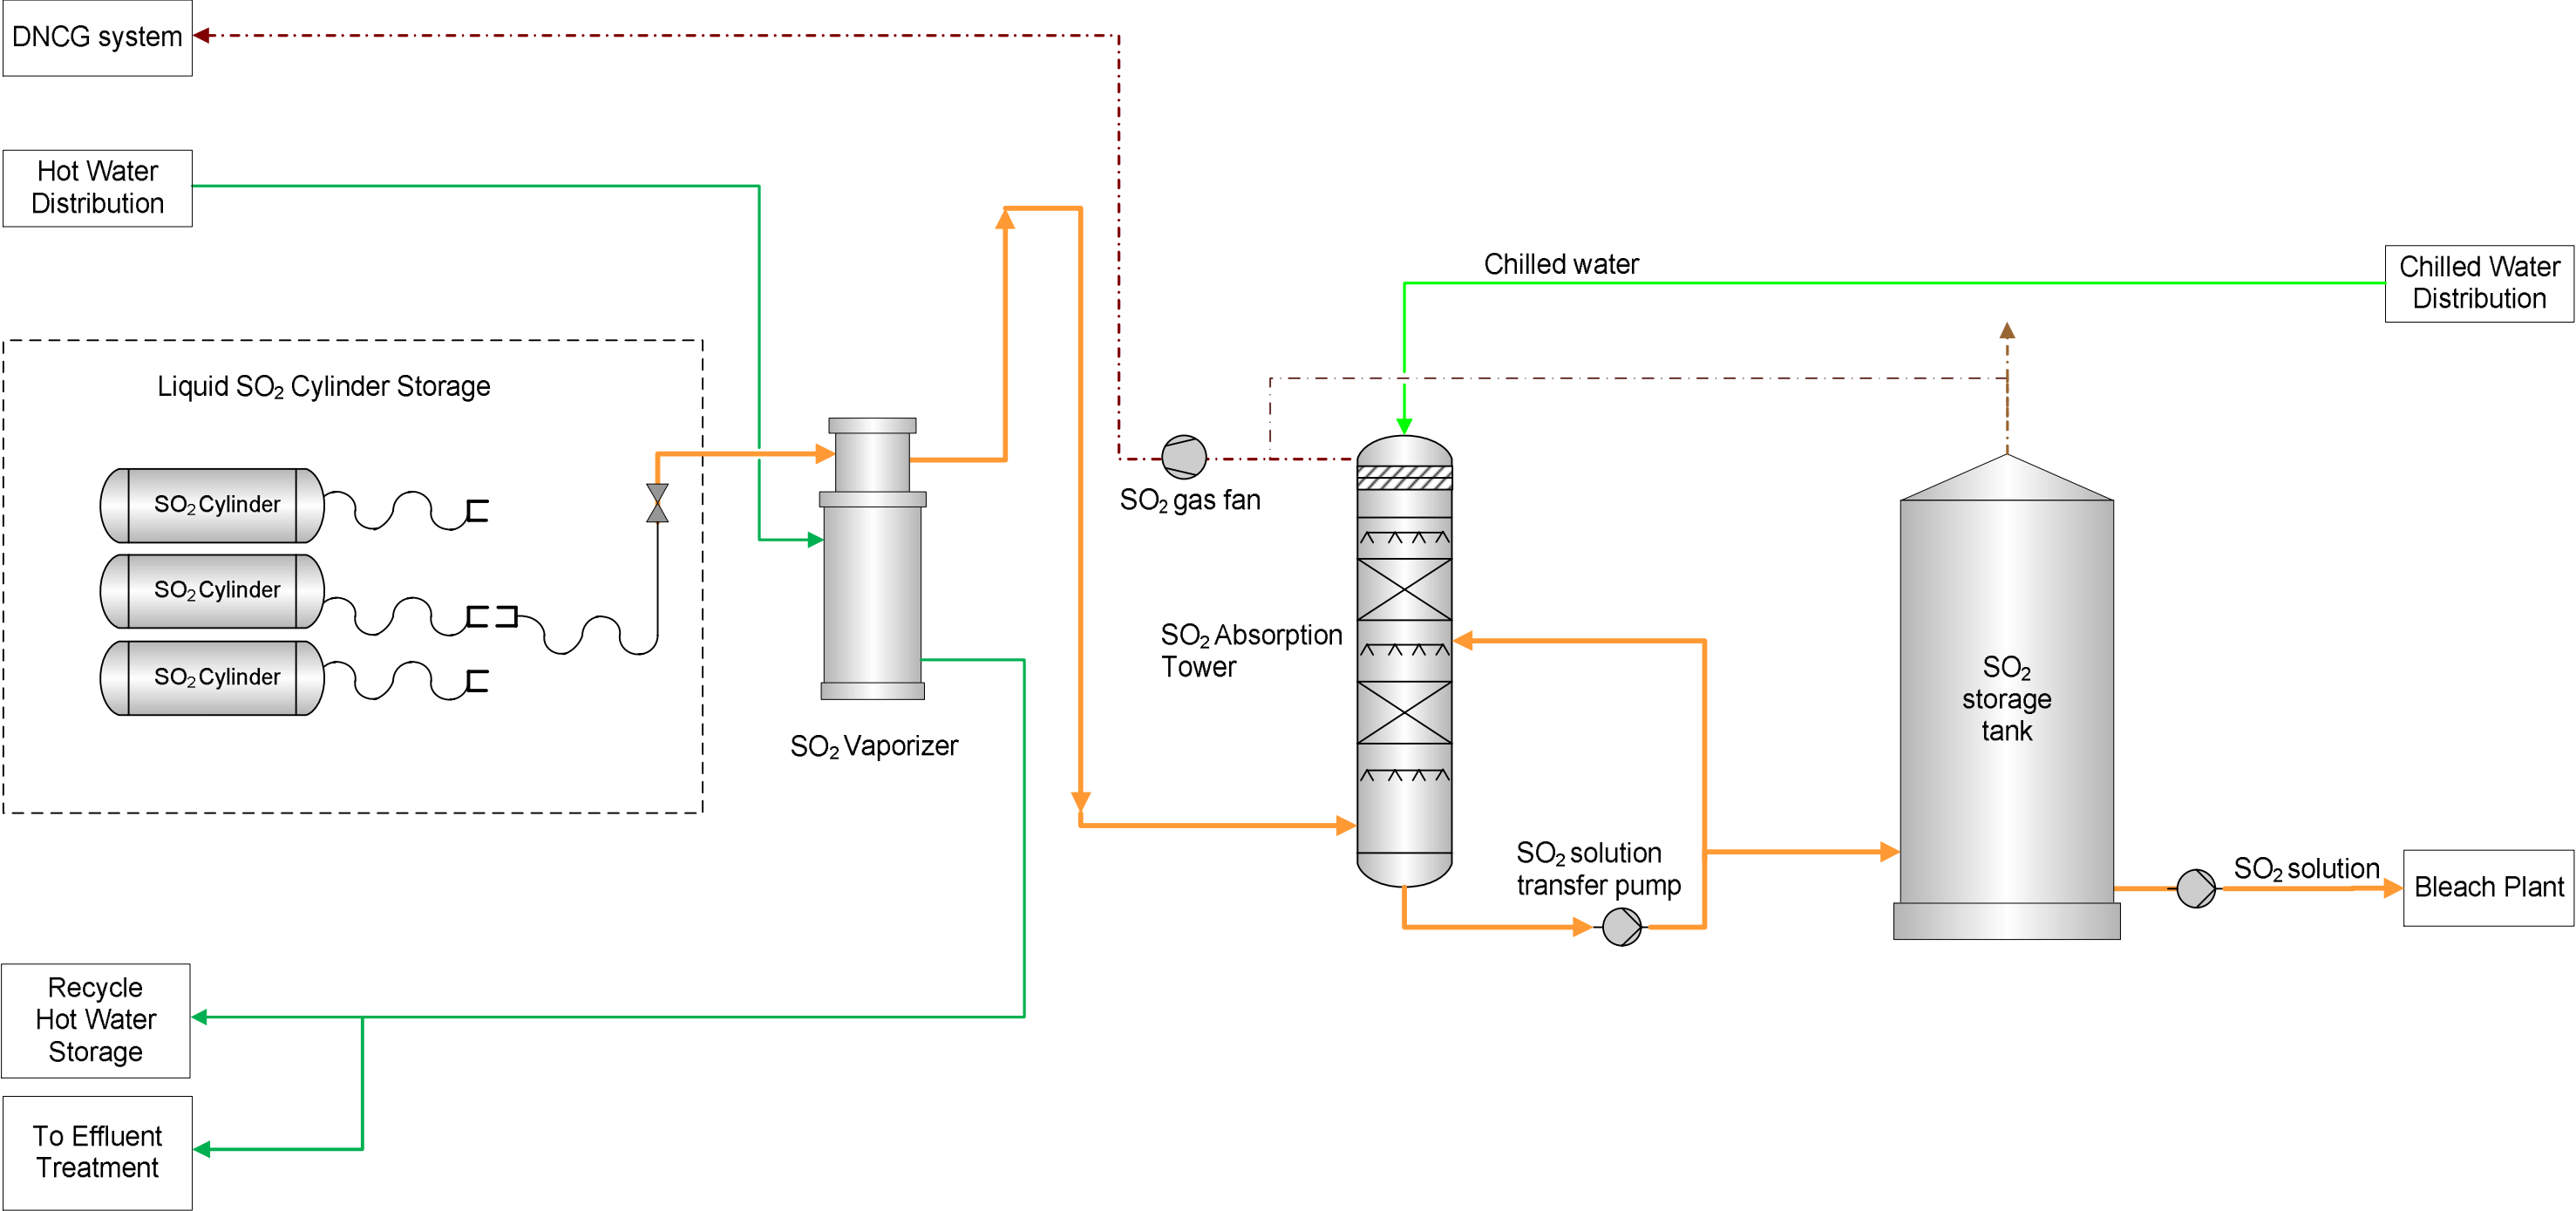 DNCG system
Hot Water
Distribution
Chilled water
Chilled Water
Distribution
Liquid SO₂ Cylinder Storage
SO₂ Cylinder
SO₂ Cylinder
SO₂ Cylinder
SO₂ gas fan
SO₂ Absorption
Tower
SO₂
storage
tank
SO₂ Vaporizer
SO₂ solution
transfer pump
SO₂ solution
Bleach Plant
Recycle
Hot Water
Storage
To Effluent
Treatment